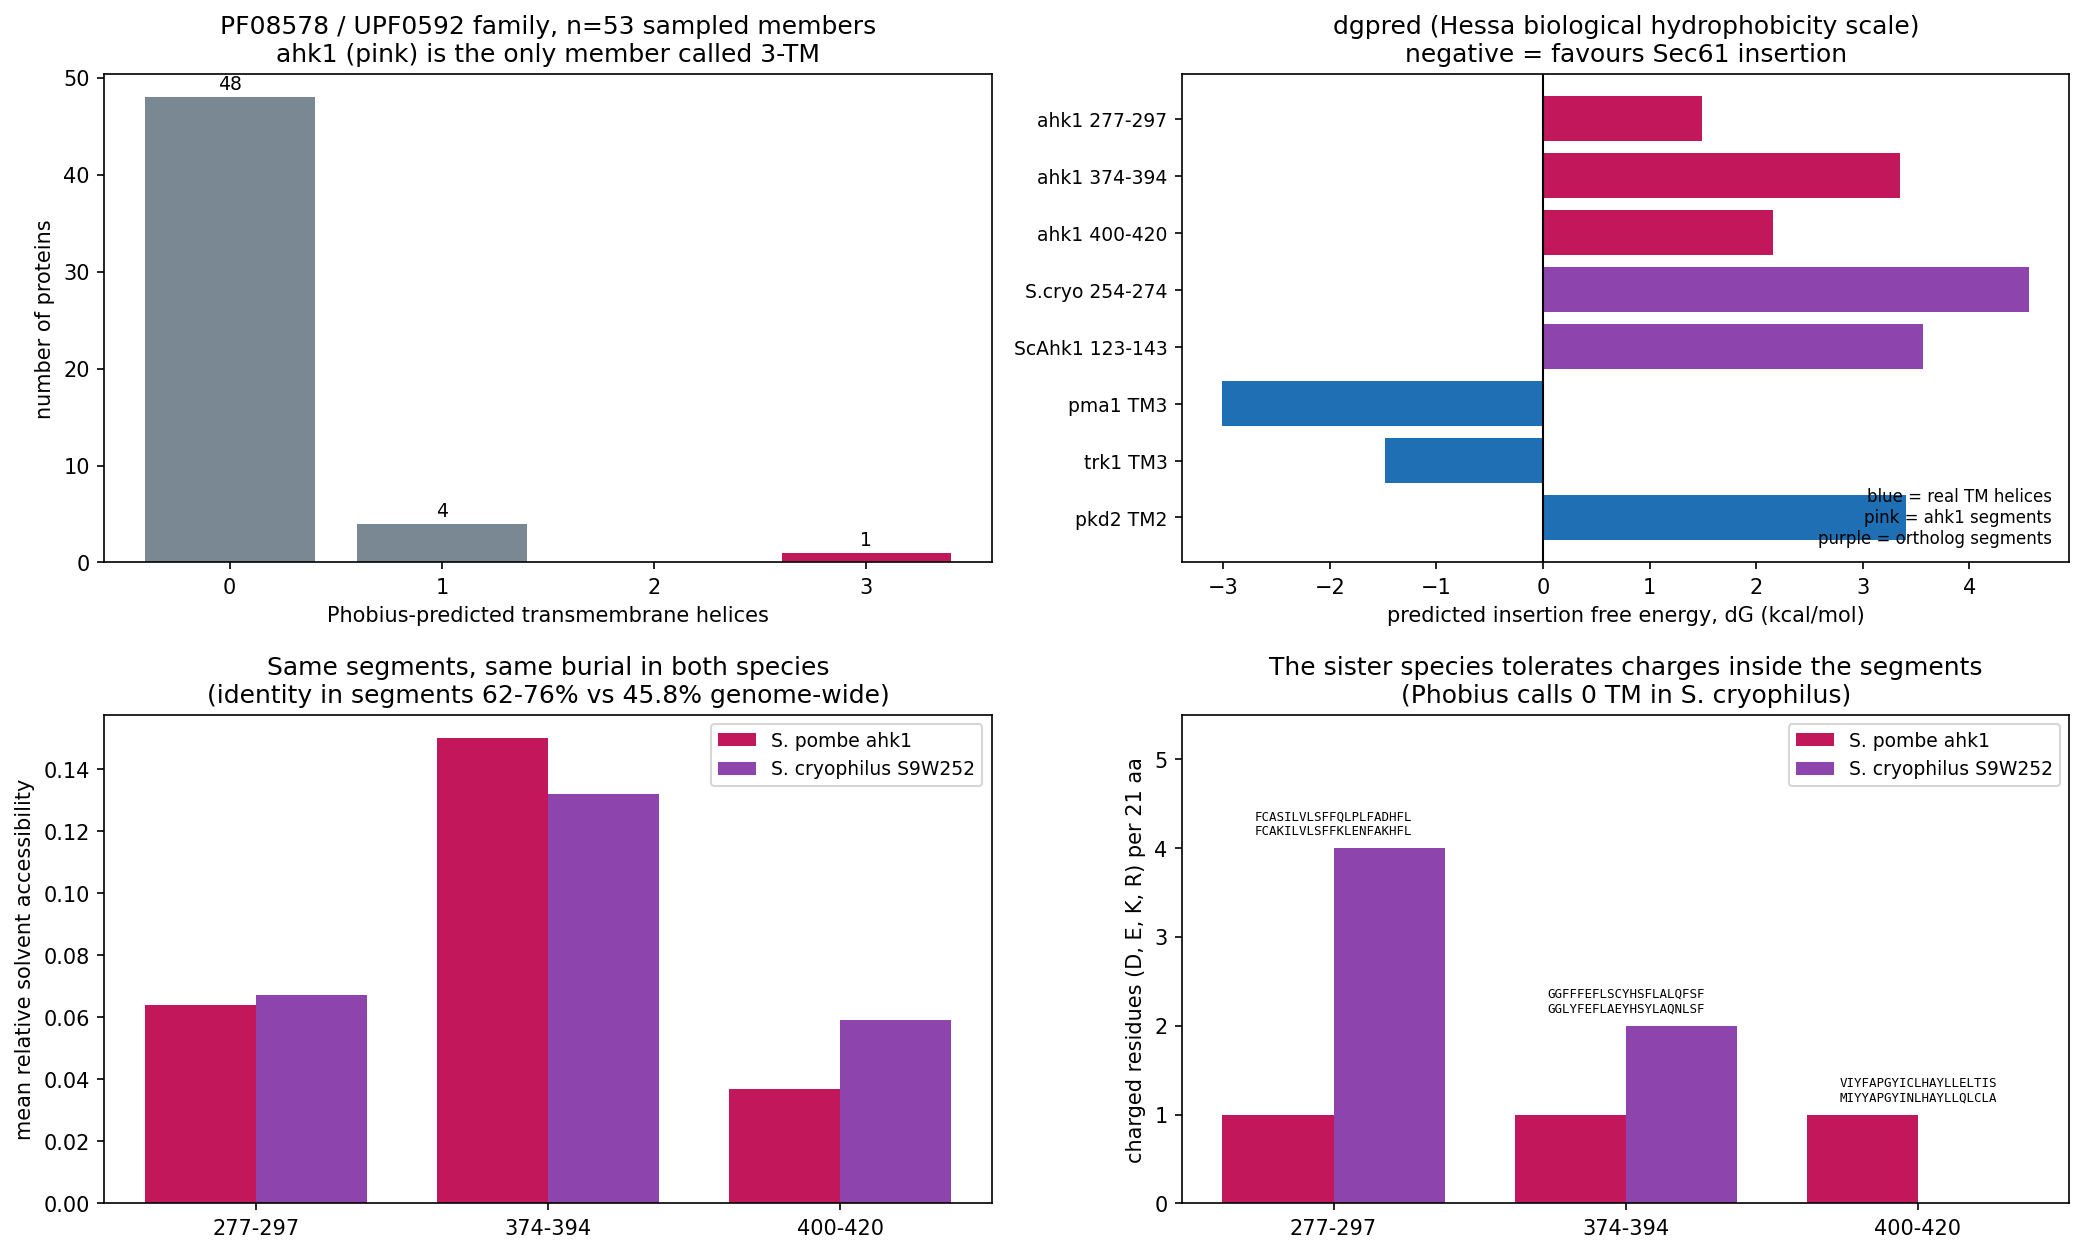 PF08578 / UPF0592 family, n=53 sampled members
ahk1 (pink) is the only member called 3-TM
50
40
30
20
10
0
number of proteins
48
4
1
0
1
2
3
Phobius-predicted transmembrane helices
dgpred (Hessa biological hydrophobicity scale)
negative = favours Sec61 insertion
ahk1 277-297
ahk1 374-394
ahk1 400-420
S.cryo 254-274
ScAhk1 123-143
pma1 TM3
trk1 TM3
pkd2 TM2
blue = real TM helices
pink = ahk1 segments
purple = ortholog segments
−3
−2
−1
0
1
2
3
4
predicted insertion free energy, dG (kcal/mol)
Same segments, same burial in both species
(identity in segments 62-76% vs 45.8% genome-wide)
S. pombe ahk1
S. cryophilus S9W252
0.14
0.12
0.10
0.08
0.06
0.04
0.02
0.00
mean relative solvent accessibility
277-297
374-394
400-420
The sister species tolerates charges inside the segments
(Phobius calls 0 TM in S. cryophilus)
S. pombe ahk1
S. cryophilus S9W252
5
4
3
2
1
0
charged residues (D, E, K, R) per 21 aa
FCASILVLSFFQLPLFADHFL
FCAKILVLSFFKLENFAKHFL
GGFFFEFLSCYHSFLALQFSF
GGLYFEFLAEYHSYLAQNLSF
VIYFAPGYICLHAYLLELTIS
MIYYAPGYINLHAYLLQLCLA
277-297
374-394
400-420